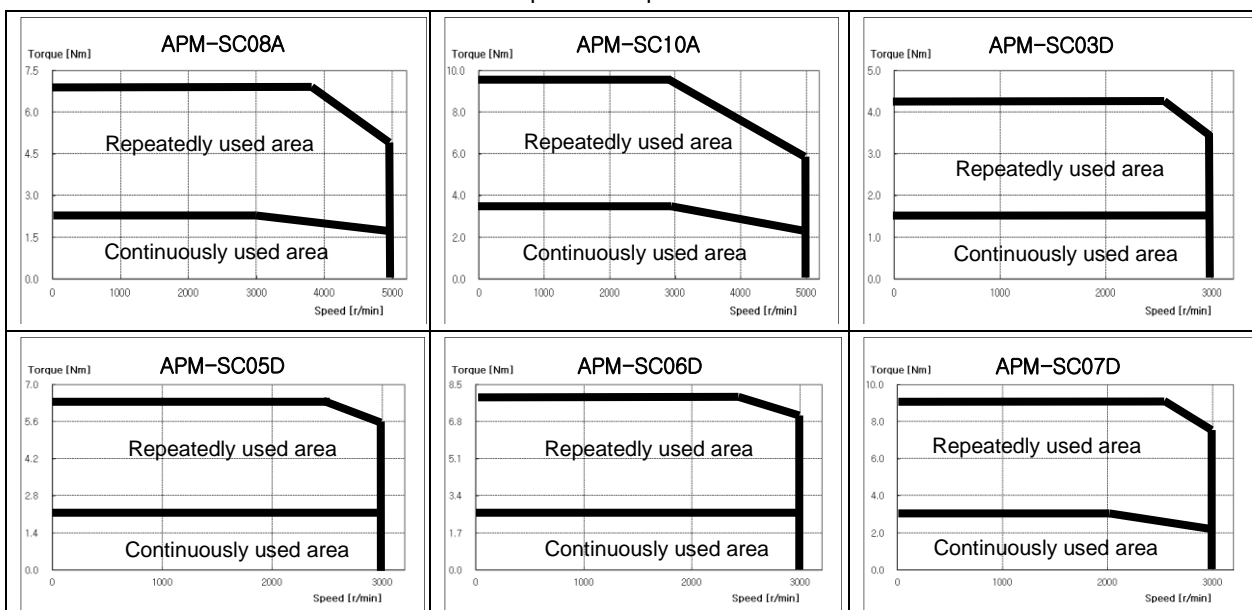 APM-SC08A
Torque [Nm]
7.5
6.0
Repeatedly used area
4.5
3.0
1.5
Continuously used area
0.0
0 1000 2000 3000 4000 5000
Speed [r/min]
APM-SC10A
Torque [Nm]
10.0
8.0
Repeatedly used area
6.0
4.0
2.0
Continuously used area
0.0
0 1000 2000 3000 4000 5000
Speed [r/min]
APM-SC03D
Torque [Nm]
5.0
4.0
3.0
Repeatedly used area
2.0
1.0
Continuously used area
0.0
0 1000 2000 3000
Speed [r/min]
APM-SC05D
Torque [Nm]
7.0
5.6
Repeatedly used area
4.2
2.8
1.4
Continuously used area
0.0
0 1000 2000 3000
Speed [r/min]
APM-SC06D
Torque [Nm]
8.5
6.8
Repeatedly used area
5.1
3.4
1.7
Continuously used area
0.0
0 1000 2000 3000
Speed [r/min]
APM-SC07D
Torque [Nm]
10.0
8.0
Repeatedly used area
6.0
4.0
2.0
Continuously used area
0.0
0 1000 2000 3000
Speed [r/min]